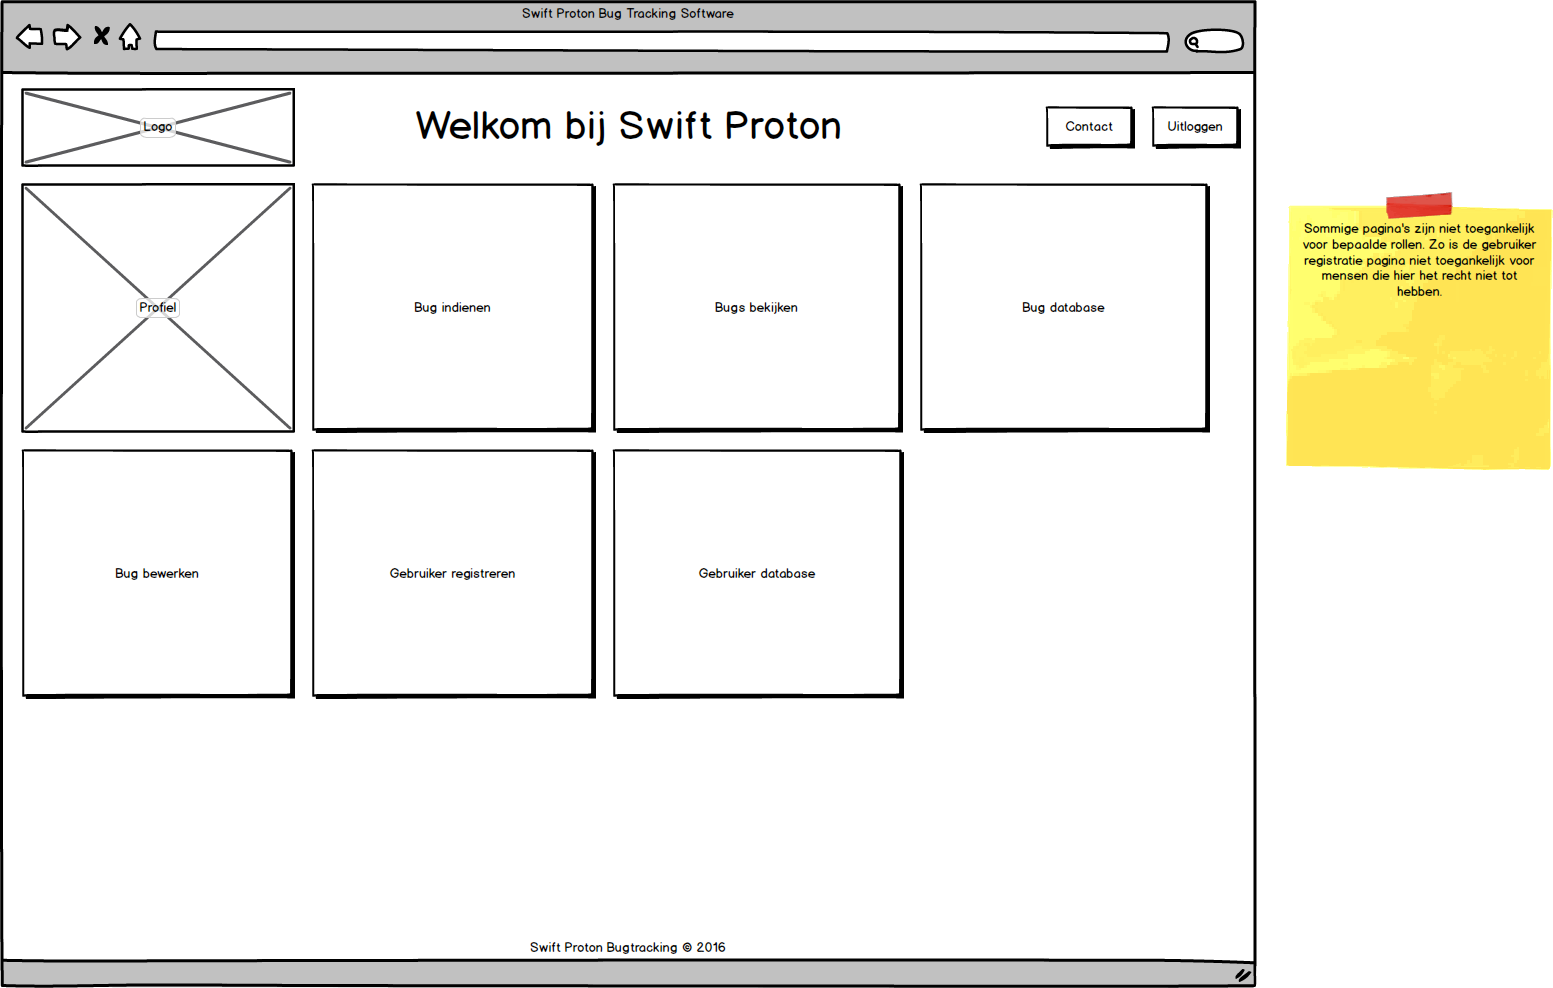 Swift Proton Bug Tracking Software
Logo
Welkom bij Swift Proton
Contact
Uitloggen
Profiel
Bug indienen
Bugs bekijken
Bug database
Bug bewerken
Gebruiker registreren
Gebruiker database
Swift Proton Bugtracking © 2016
Sommige pagina's zijn niet toegankelijk
voor bepaalde rollen. Zo is de gebruiker
registratie pagina niet toegankelijk voor
mensen die hier het recht niet tot
hebben.